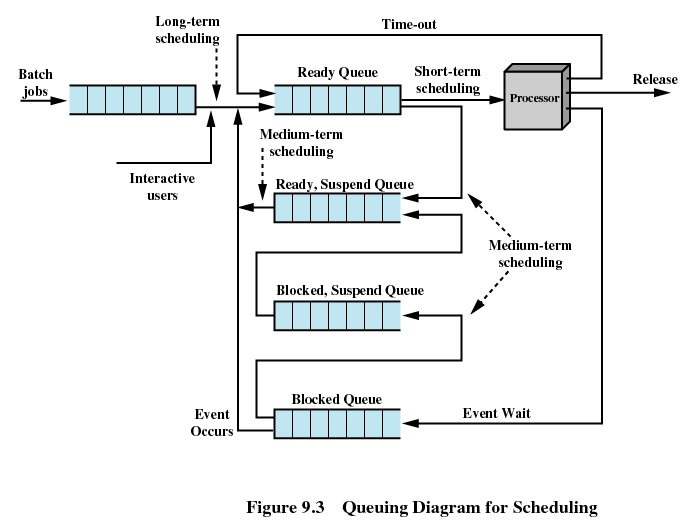 Long-term
scheduling
Time-out
Batch
jobs
Ready Queue
Short-term
scheduling
Processor
Release
Medium-term
scheduling
Interactive
users
Ready, Suspend Queue
Medium-term
scheduling
Blocked, Suspend Queue
Blocked Queue
Event
Occurs
Event Wait
Figure 9.3 Queuing Diagram for Scheduling